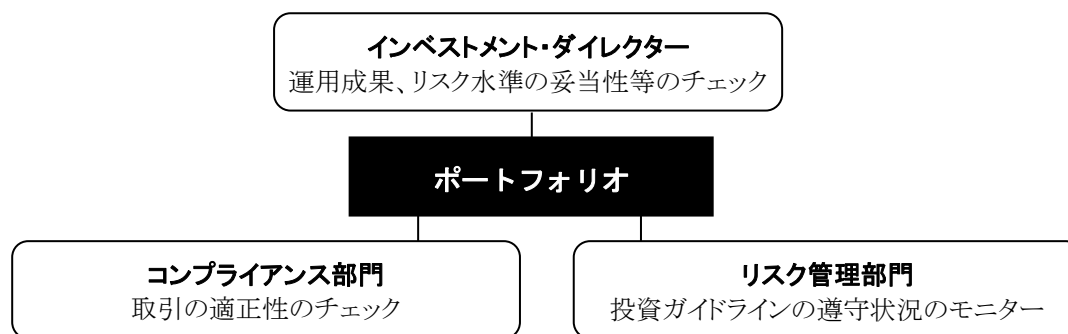 インベストメント・ダイレクター
運用成果、リスク水準の妥当性等のチェック
ポートフォリオ
コンプライアンス部門
取引の適正性のチェック
リスク管理部門
投資ガイドラインの遵守状況のモニター